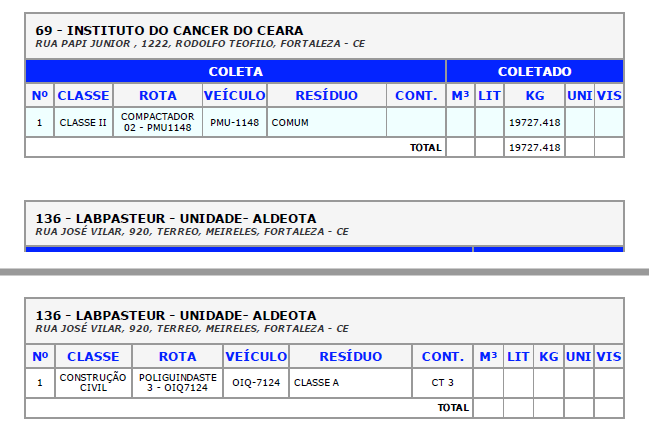 69 - INSTITUTO DO CANCER DO CEARA
RUA PAPI JUNIOR , 1222, RODOLFO TEOFILO, FORTALEZA - CE
COLETA COLETADO
Nº CLASSE ROTA VEÍCULO RESÍDUO CONT. M³ LIT KG UNI VIS
1 CLASSE II COMPACTADOR 02 - PMU1148 PMU-1148 COMUM 19727.418
TOTAL 19727.418
136 - LABPASTEUR - UNIDADE- ALDEOTA
RUA JOSÉ VILAR, 920, TERREO, MEIRELES, FORTALEZA - CE
136 - LABPASTEUR - UNIDADE- ALDEOTA
RUA JOSÉ VILAR, 920, TERREO, MEIRELES, FORTALEZA - CE
Nº CLASSE ROTA VEÍCULO RESÍDUO CONT. M³ LIT KG UNI VIS
1 CONSTRUÇÃO CIVIL POLIGUINDASTE 3 - OIQ7124 OIQ-7124 CLASSE A CT 3
TOTAL